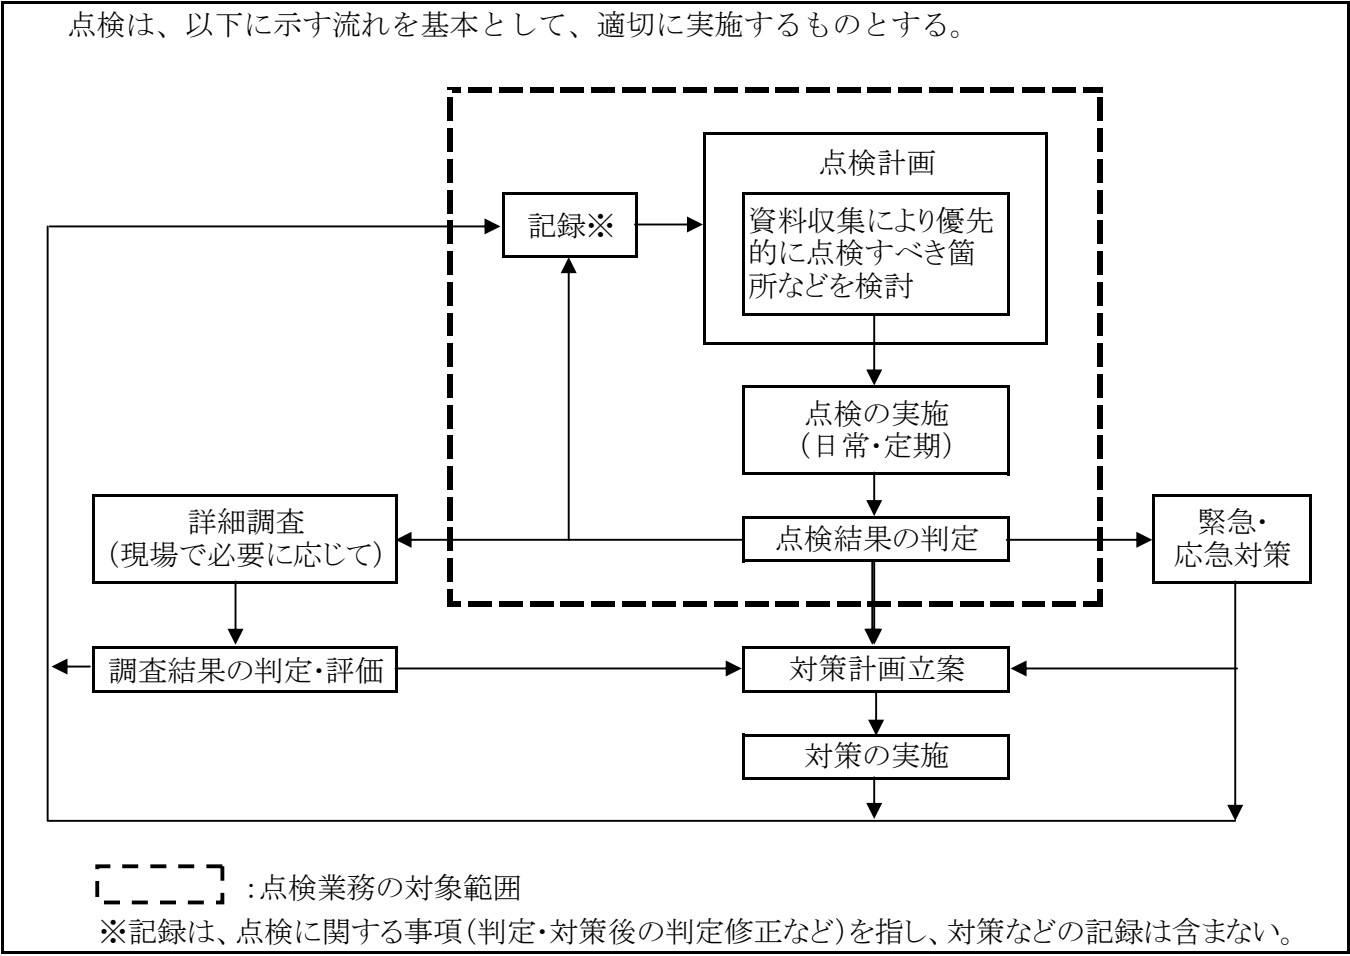 点検は、以下に示す流れを基本として、適切に実施するものとする。
点検計画
記録※
資料収集により優先
的に点検すべき箇
所などを検討
点検の実施
（日常・定期）
詳細調査
（現場で必要に応じて）
点検結果の判定
緊急・
応急対策
調査結果の判定・評価
対策計画立案
対策の実施
：点検業務の対象範囲
※記録は、点検に関する事項（判定・対策後の判定修正など）を指し、対策などの記録は含まない。